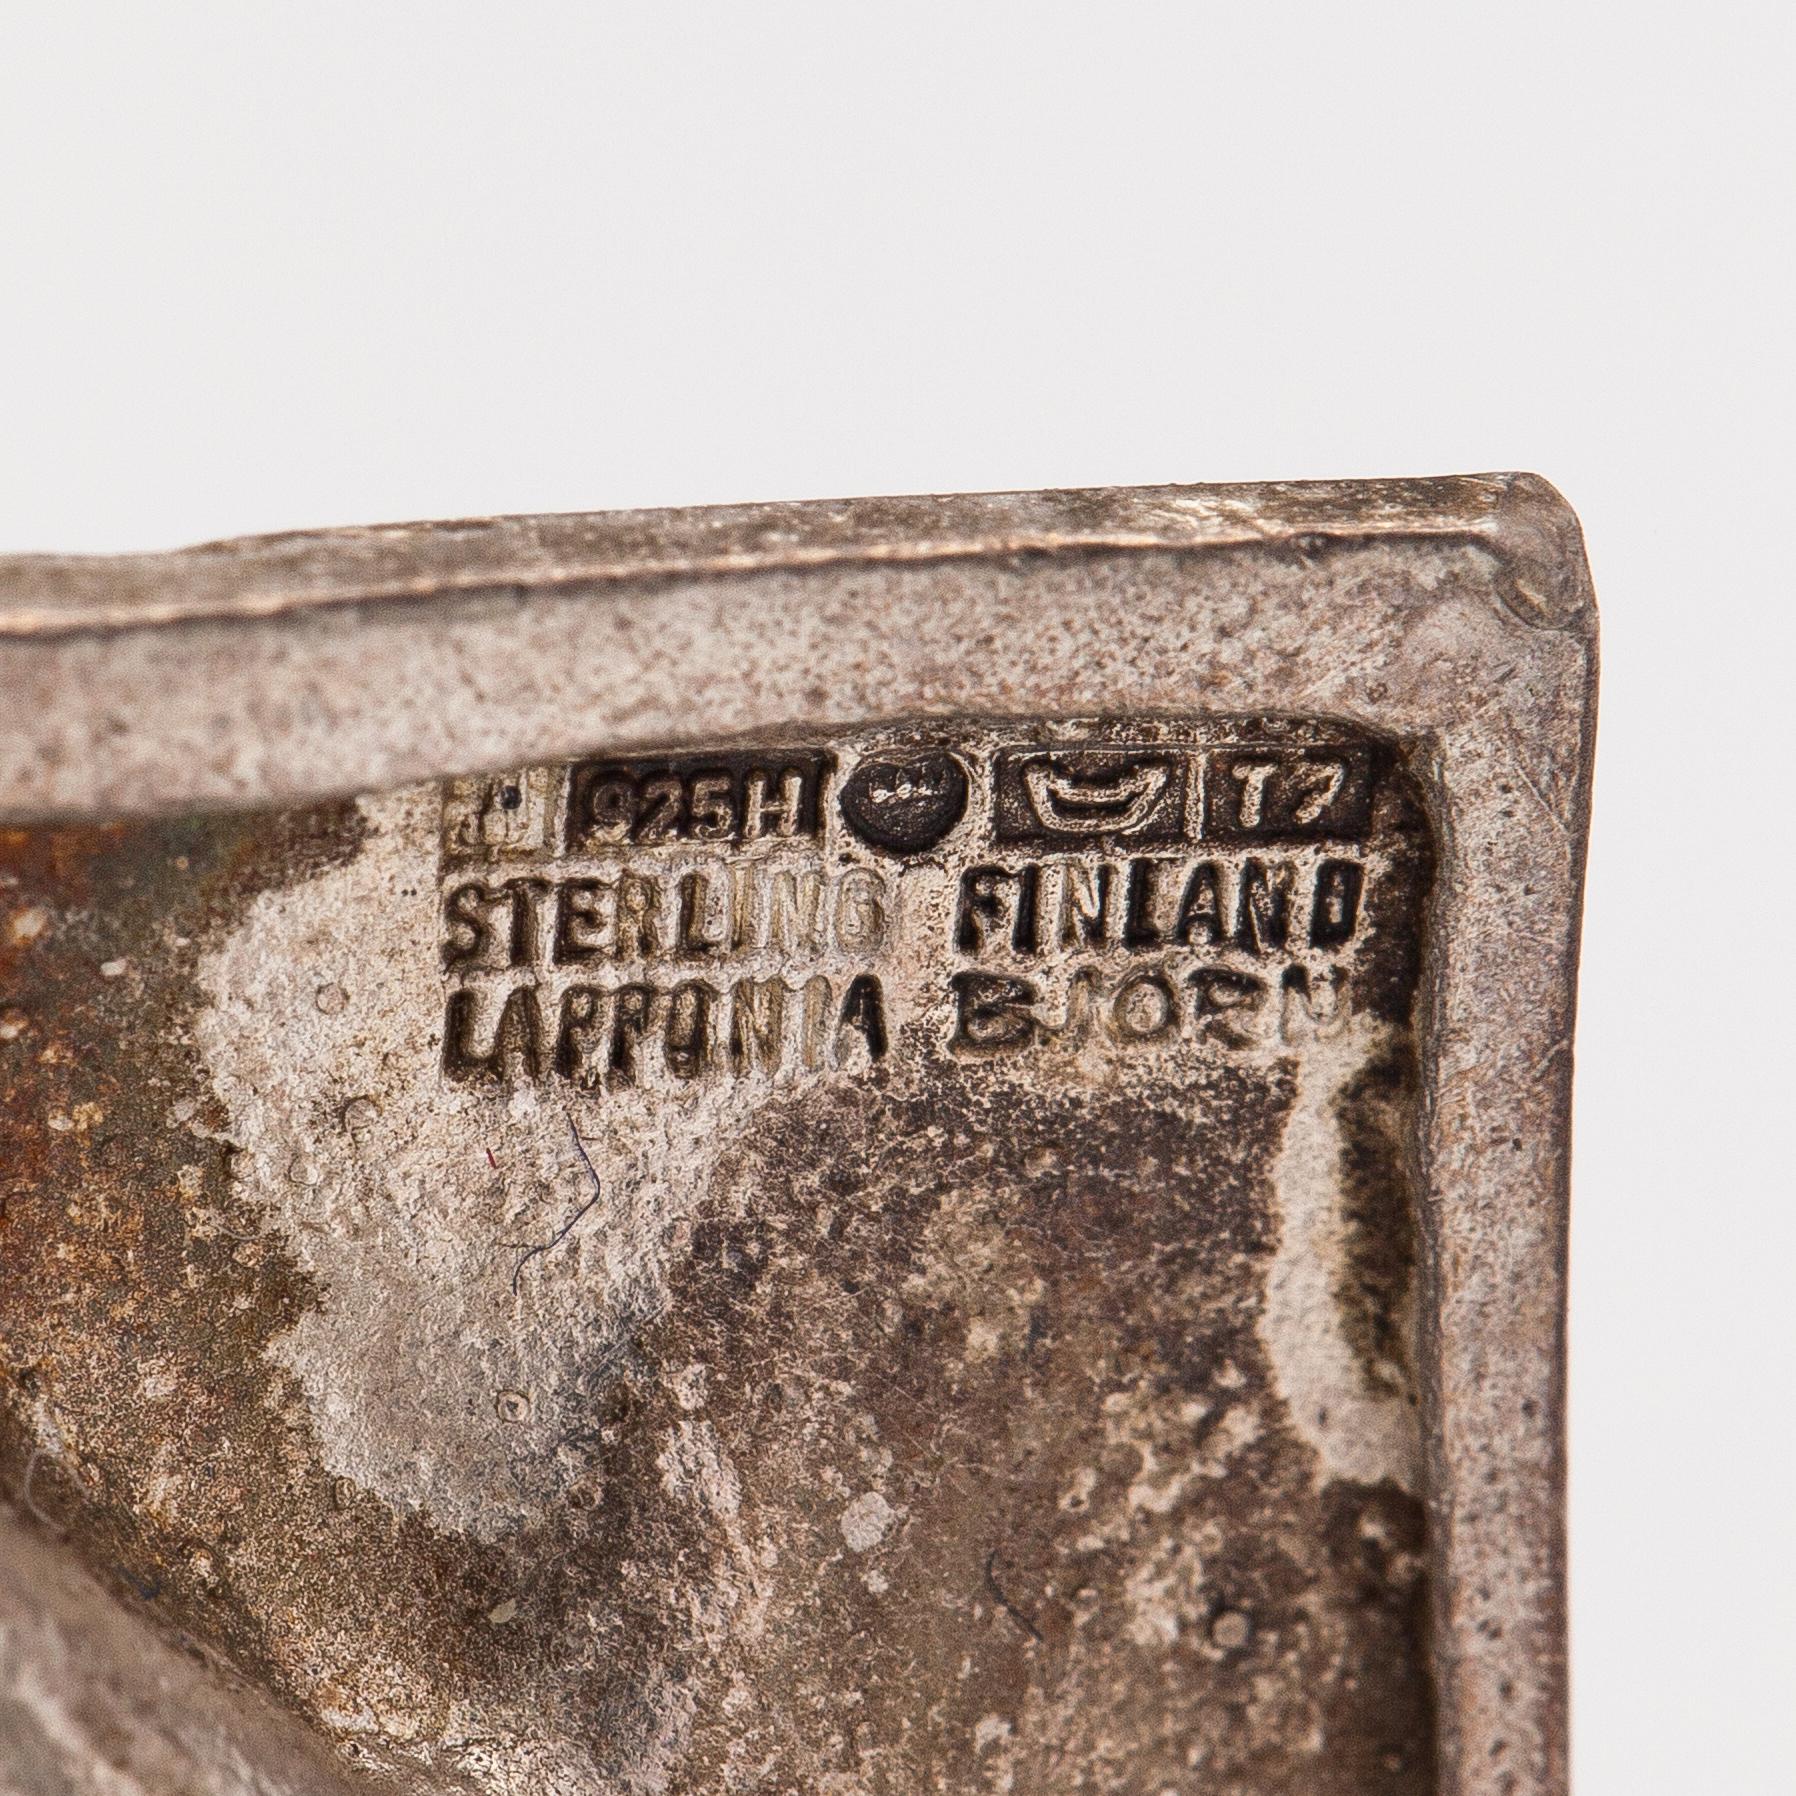 925H T7
STERLING FINLAND
LAPPONIA BJORN